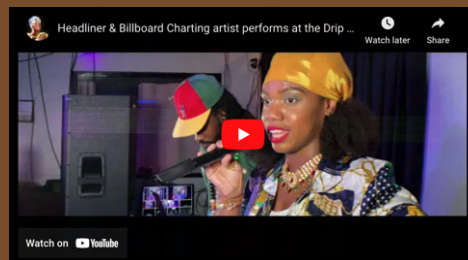 Headliner & Billboard Charting artist performs at the Drip ...
Watch later
Share
Watch on YouTube